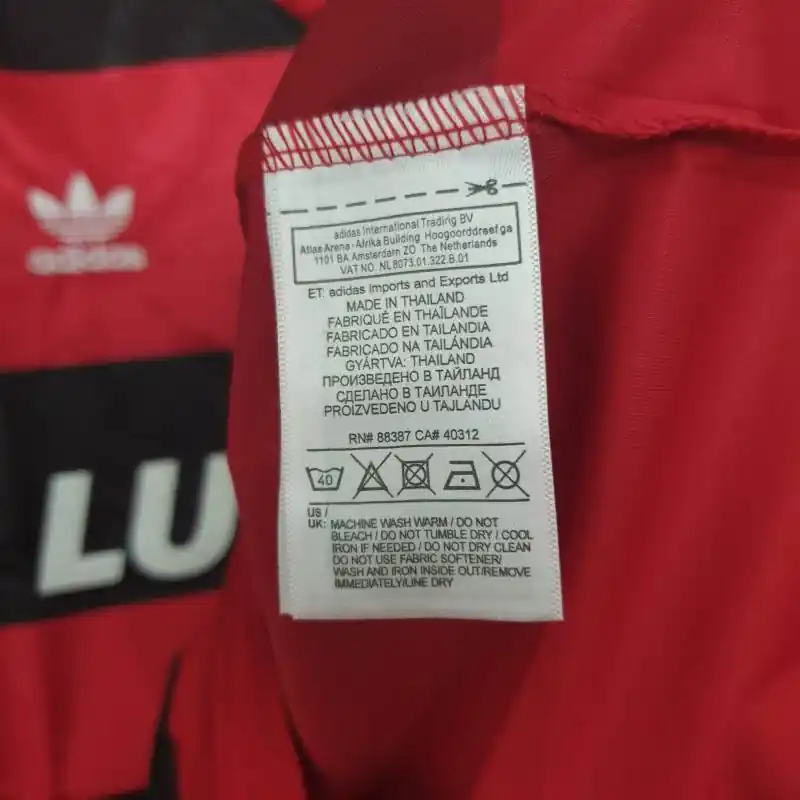 adidas
LU
adidas International Trading BV
Atlas Arena - Afrika Building Hoogoorddreef ga
1101 BA Amsterdam ZO The Netherlands
VAT NO. NL8073.01.322.B.01
ET: adidas Imports and Exports Ltd
MADE IN THAILAND
FABRIQUÉ EN THAÏLANDE
FABRICADO EN TAILANDIA
FABRICADO NA TAILÂNDIA
GYÁRTVA: THAILAND
ПРОИЗВЕДЕНО В ТАЙЛАНД
СДЕЛАНО В ТАИЛАНДЕ
PROIZVEDENO U TAJLANDU
RN# 88387 CA# 40312
40
US /
UK: MACHINE WASH WARM / DO NOT
BLEACH / DO NOT TUMBLE DRY / COOL
IRON IF NEEDED / DO NOT DRY CLEAN
DO NOT USE FABRIC SOFTENER/
WASH AND IRON INSIDE OUT/REMOVE
IMMEDIATELY/LINE DRY